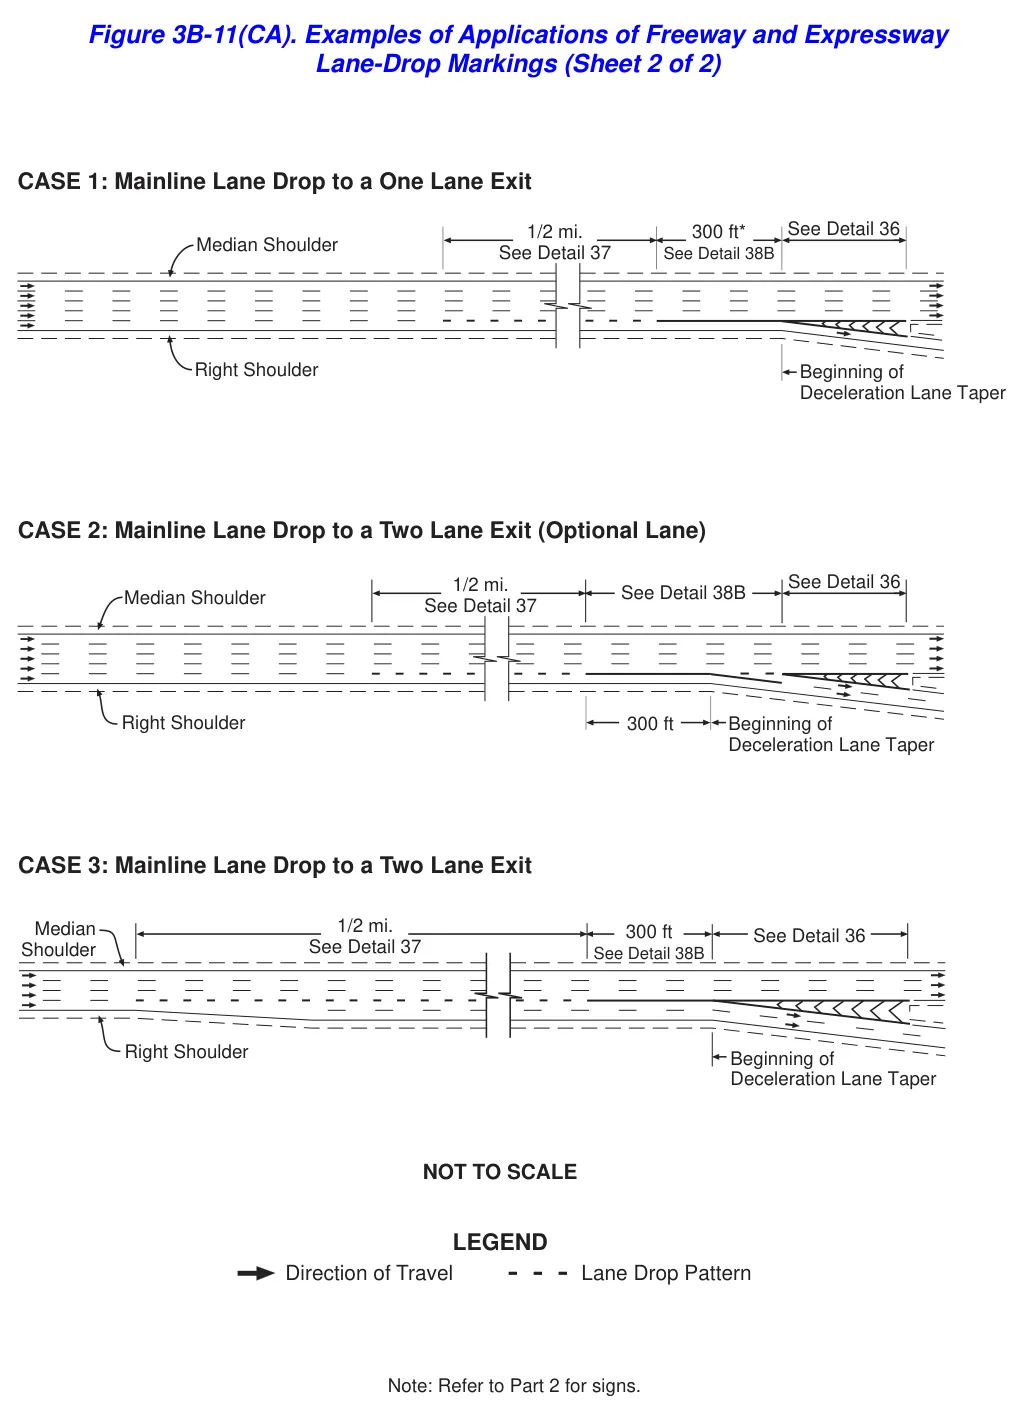 Figure 3B-11(CA). Examples of Applications of Freeway and Expressway
Lane-Drop Markings (Sheet 2 of 2)
CASE 1: Mainline Lane Drop to a One Lane Exit
Median Shoulder
1/2 mi.
See Detail 37
300 ft*
See Detail 38B
See Detail 36
Right Shoulder
Beginning of
Deceleration Lane Taper
CASE 2: Mainline Lane Drop to a Two Lane Exit (Optional Lane)
Median Shoulder
1/2 mi.
See Detail 37
See Detail 38B
See Detail 36
Right Shoulder
300 ft
Beginning of
Deceleration Lane Taper
CASE 3: Mainline Lane Drop to a Two Lane Exit
Median
Shoulder
1/2 mi.
See Detail 37
300 ft
See Detail 38B
See Detail 36
Right Shoulder
Beginning of
Deceleration Lane Taper
NOT TO SCALE
LEGEND
Direction of Travel
Lane Drop Pattern
Note: Refer to Part 2 for signs.